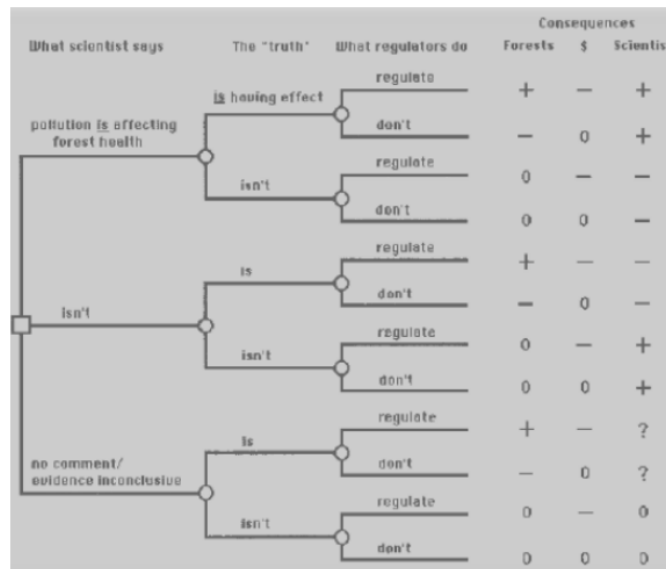 Consequences
What scientist says The "truth" What regulators do Forests $ Scientis
regulate + — +
is having effect
pollution is affecting
forest health
don't — 0 +
regulate 0 — —
isn't
don't 0 0 —
regulate + — —
is
don't — 0 —
isn't
regulate 0 — +
isn't
don't 0 0 +
regulate + — ?
is
no comment/
evidence inconclusive
don't — 0 ?
regulate 0 — 0
isn't
don't 0 0 0